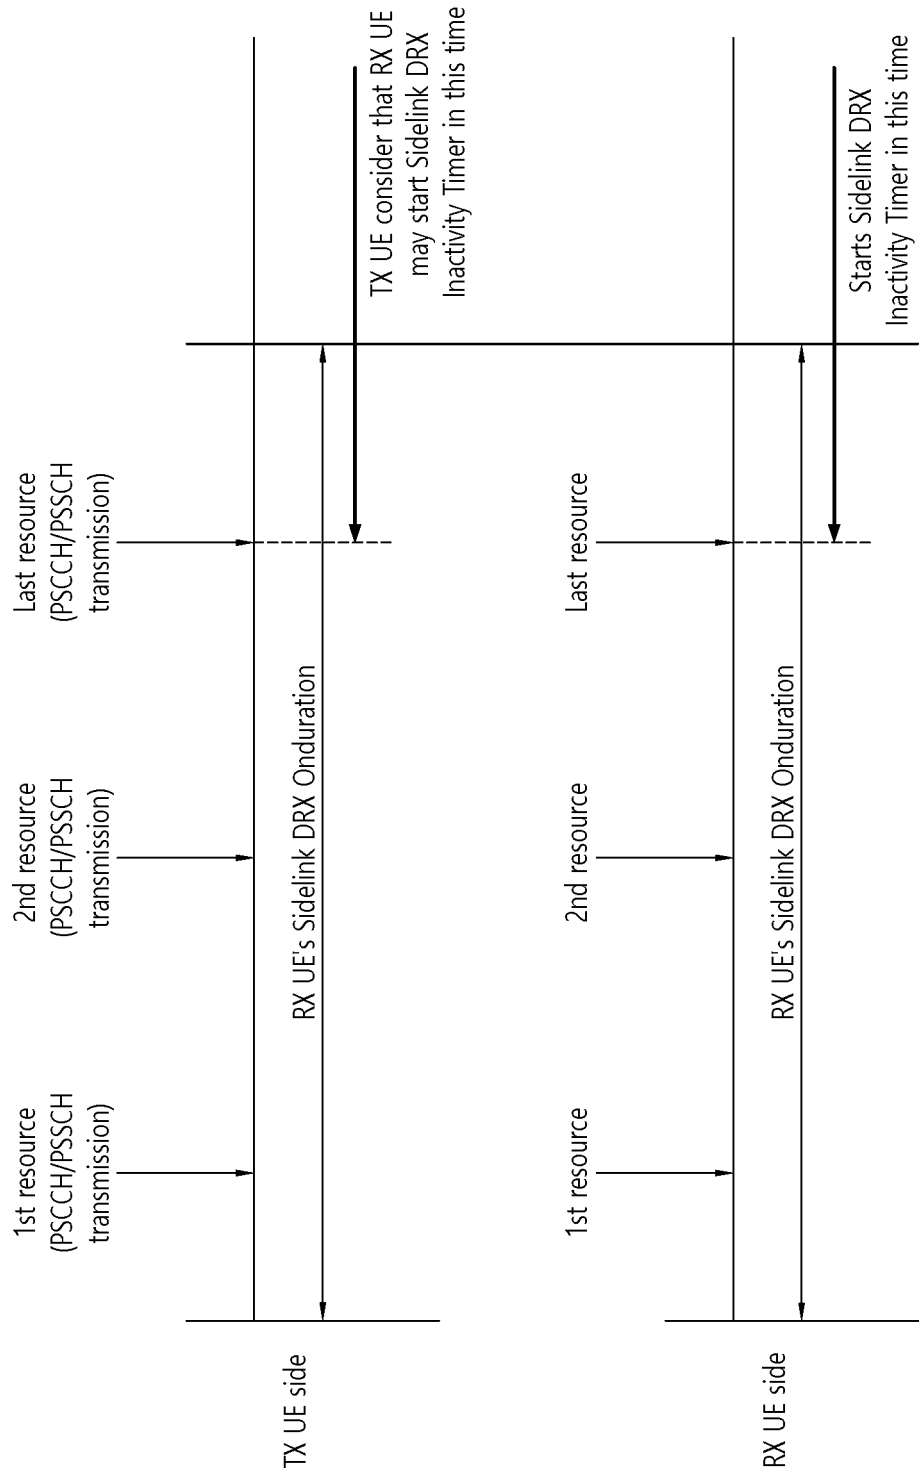 1st resource
(PSCCH/PSSCH
transmission)
2nd resource
(PSCCH/PSSCH
transmission)
Last resource
(PSCCH/PSSCH
transmission)
TX UE side
RX UE's Sidelink DRX Onduration
TX UE consider that RX UE
may start Sidelink DRX
Inactivity Timer in this time
1st resource
2nd resource
Last resource
RX UE side
RX UE's Sidelink DRX Onduration
Starts Sidelink DRX
Inactivity Timer in this time